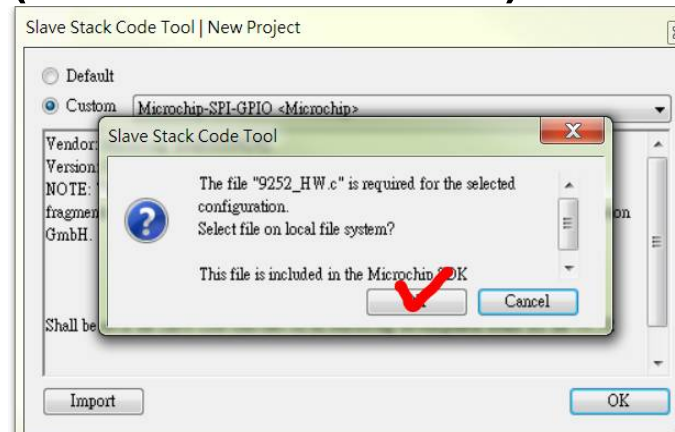 Slave Stack Code Tool | New Project
Default
Custom Microchip-SPI-GPIO <Microchip>
Vendor:
Version:
NOTE:
fragmen on
GmbH.
Shall be
Slave Stack Code Tool
The file "9252_HW.c" is required for the selected
configuration.
Select file on local file system?
This file is included in the Microchip SDK
Cancel
Import OK